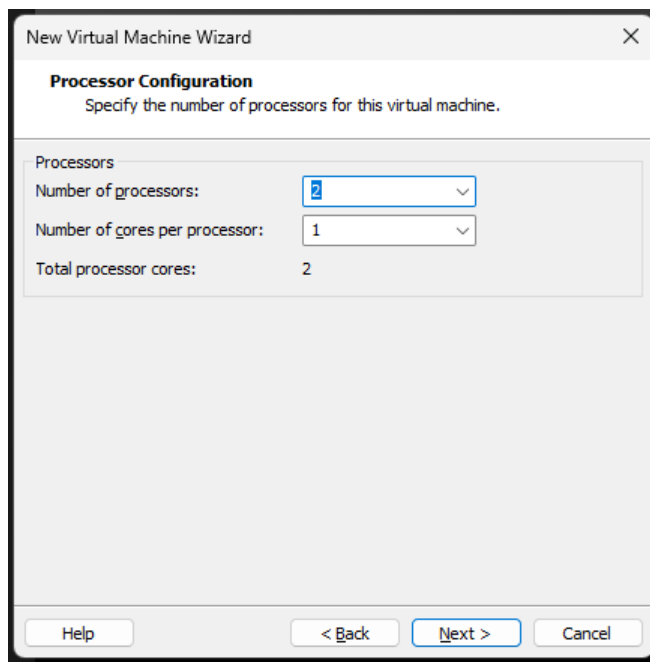 New Virtual Machine Wizard
Processor Configuration
Specify the number of processors for this virtual machine.
Processors
Number of processors: 2
Number of cores per processor: 1
Total processor cores: 2
Help < Back Next > Cancel